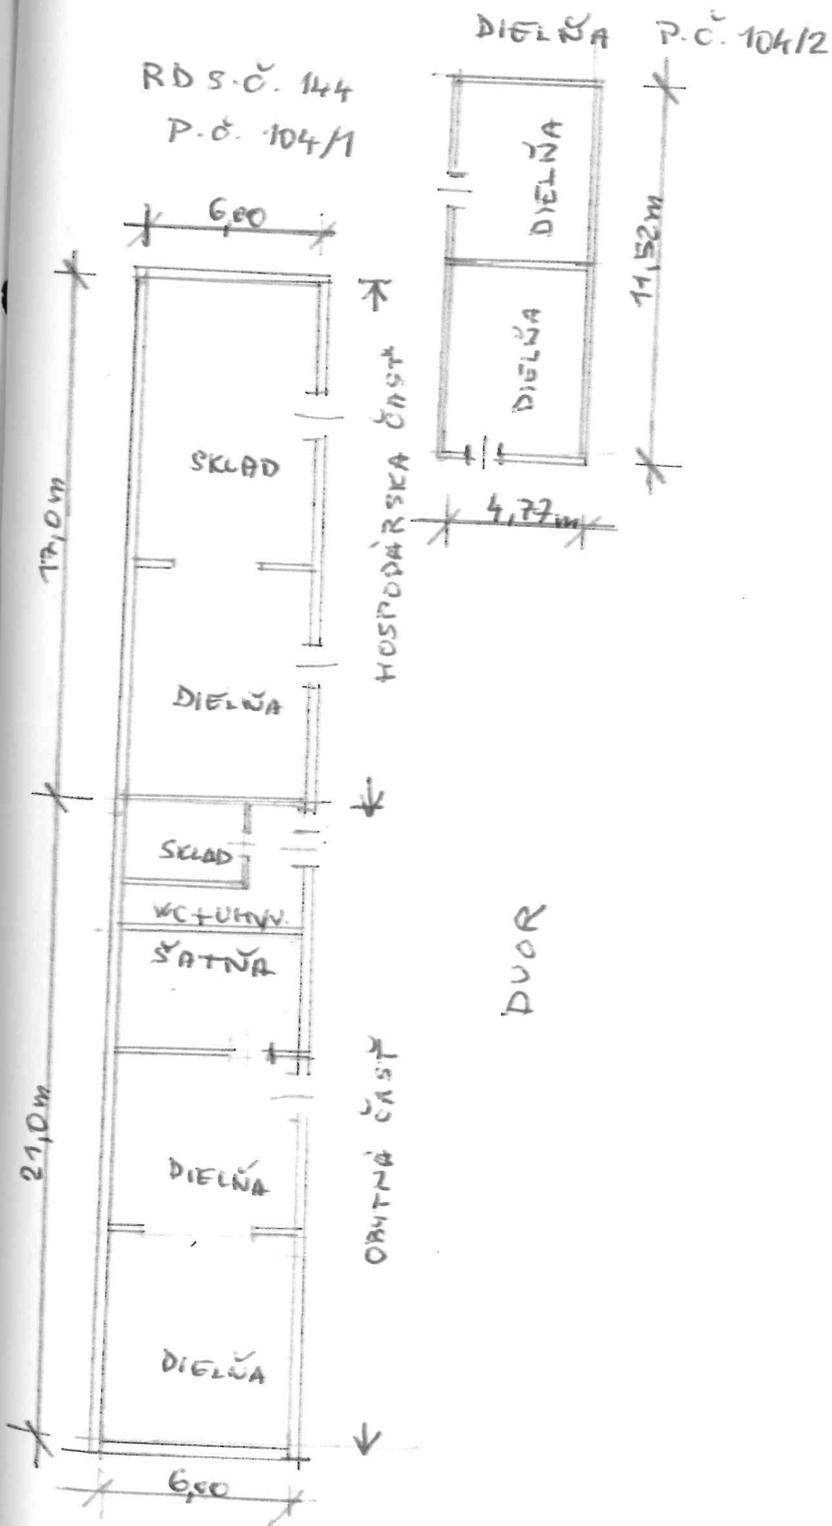 DIELŇA P.Č. 104/2
RD S.Č. 144
P.Č. 104/1
6,00
DIELŇA
11,52m
DIELŇA
4,77m
17,0m
SKLAD
HOSPODÁRSKA ČASŤ
DIELŇA
SKLAD
WC+UMYV.
ŠATŇA
DVOR
21,0m
OBYTNÁ ČASŤ
DIELŇA
DIELŇA
6,00